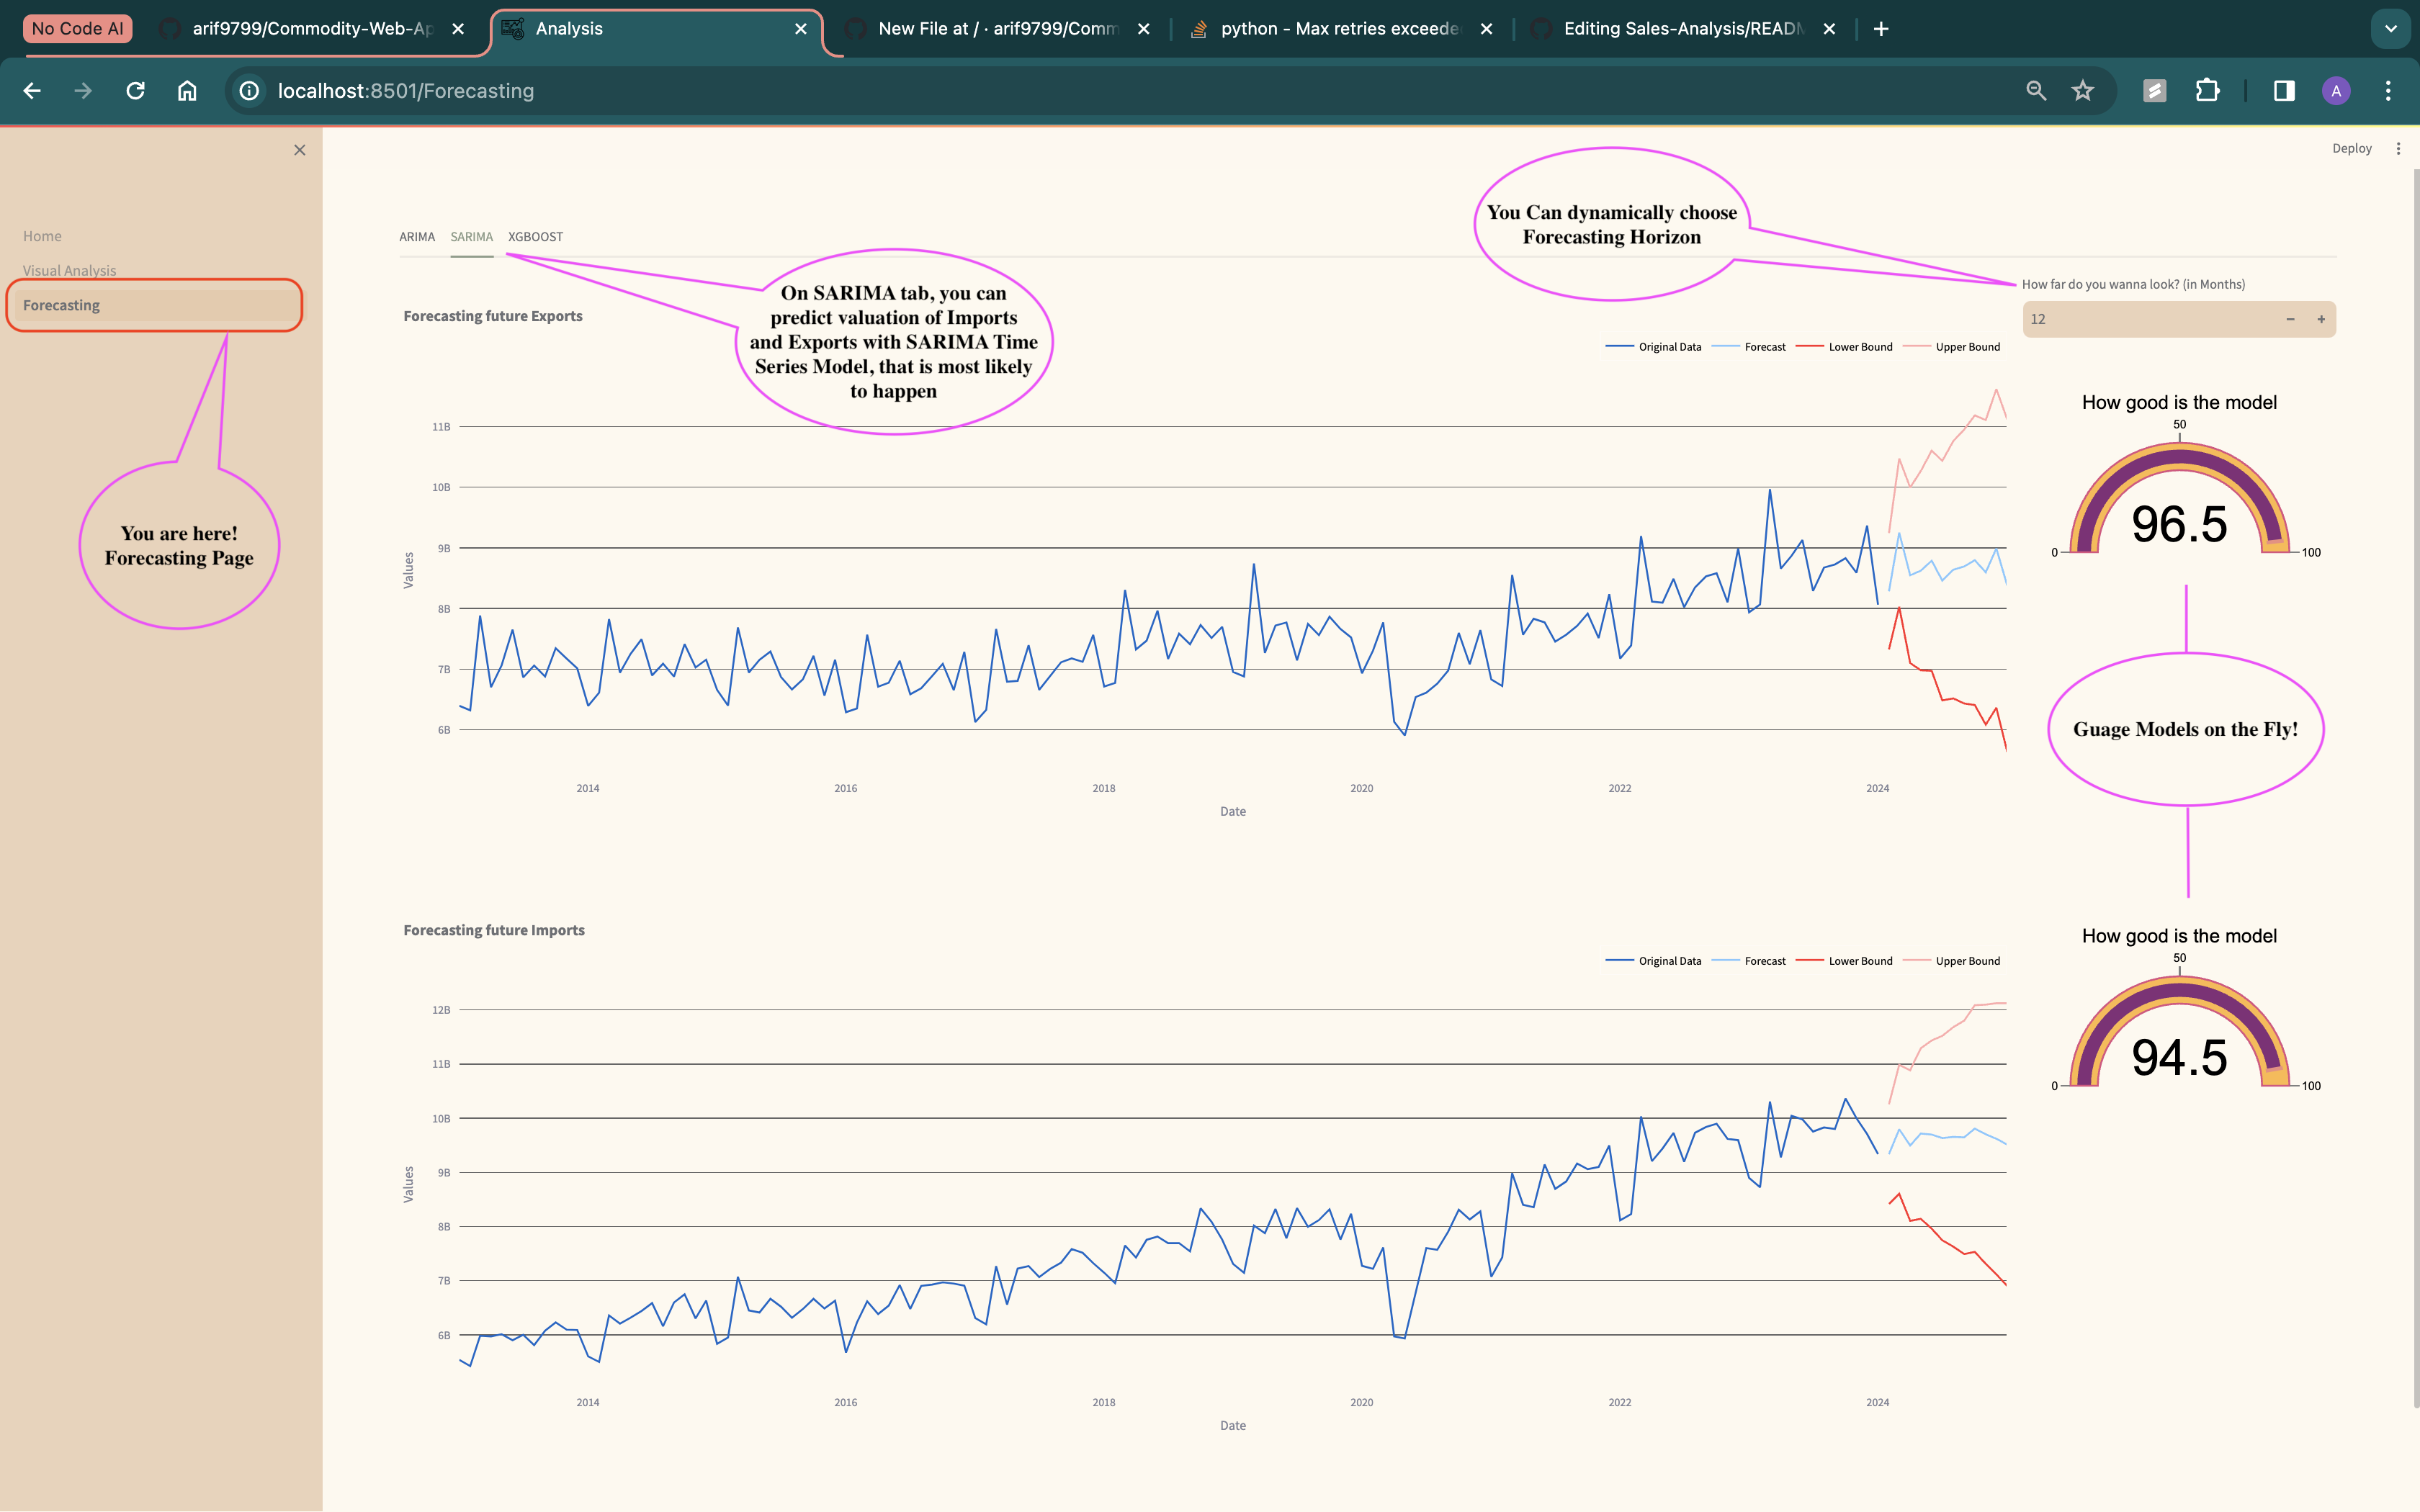 No Code AI
arif9799/Commodity-Web-Ap
Analysis
New File at / · arif9799/Comm
python - Max retries exceede
Editing Sales-Analysis/READM
localhost:8501/Forecasting
A
Deploy
Home
Visual Analysis
Forecasting
You are here!
Forecasting Page
ARIMA SARIMA XGBOOST
On SARIMA tab, you can
predict valuation of Imports
and Exports with SARIMA Time
Series Model, that is most likely
to happen
You Can dynamically choose
Forecasting Horizon
How far do you wanna look? (in Months)
12
Forecasting future Exports
Original Data Forecast Lower Bound Upper Bound
11B
10B
9B
8B
7B
6B
Values
2014 2016 2018 2020 2022 2024
Date
How good is the model
50
96.5
0 100
Guage Models on the Fly!
Forecasting future Imports
Original Data Forecast Lower Bound Upper Bound
12B
11B
10B
9B
8B
7B
6B
Values
2014 2016 2018 2020 2022 2024
Date
How good is the model
50
94.5
0 100